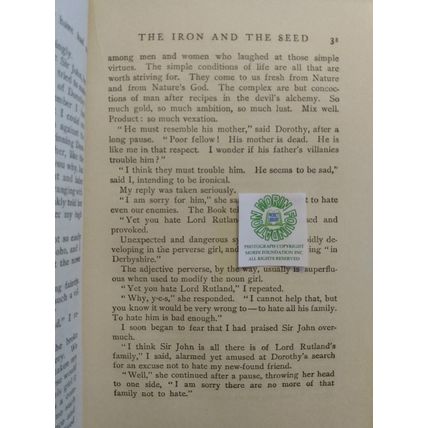 THE IRON AND THE SEED 31
among men and women who laughed at those simple
virtues. The simple conditions of life are all that are
worth striving for. They come to us fresh from Nature
and from Nature's God. The complex are but concoc-
tions of man after recipes in the devil's alchemy. So
much gold, so much ambition, so much lust. Mix well.
Product: so much vexation.
"He must resemble his mother," said Dorothy, after a
long pause. "Poor fellow! His mother is dead. He is
like me in that respect. I wonder if his father's villanies
trouble him?"
"I think they must trouble him. He seems to be sad,"
said I, intending to be ironical.
My reply was taken seriously.
"I am sorry for him," she said, to hate
even our enemies. The Book
"Yet you hate Lord Rutland," and
provoked.
Unexpected and dangerous rapidly de-
veloping in the perverse girl, and "in
Derbyshire."
The adjective perverse, by the way, usually is superflu-
ous when used to modify the noun girl.
"Yet you hate Lord Rutland," I repeated.
"Why, y-e-s," she responded. "I cannot help that, but
you know it would be very wrong to—to hate all his family.
To hate him is bad enough."
I soon began to fear that I had praised Sir John over-
much.
"I think Sir John is all there is of Lord Rutland's
family," I said, alarmed yet amused at Dorothy's search
for an excuse not to hate my new-found friend.
"Well," she continued after a pause, throwing her head
to one side, "I am sorry there are no more of that
family not to hate."
MORIN FOUNDATION
PHOTOGRAPH COPYRIGHT
MORIN FOUNDATION INC.
ALL RIGHTS RESERVED